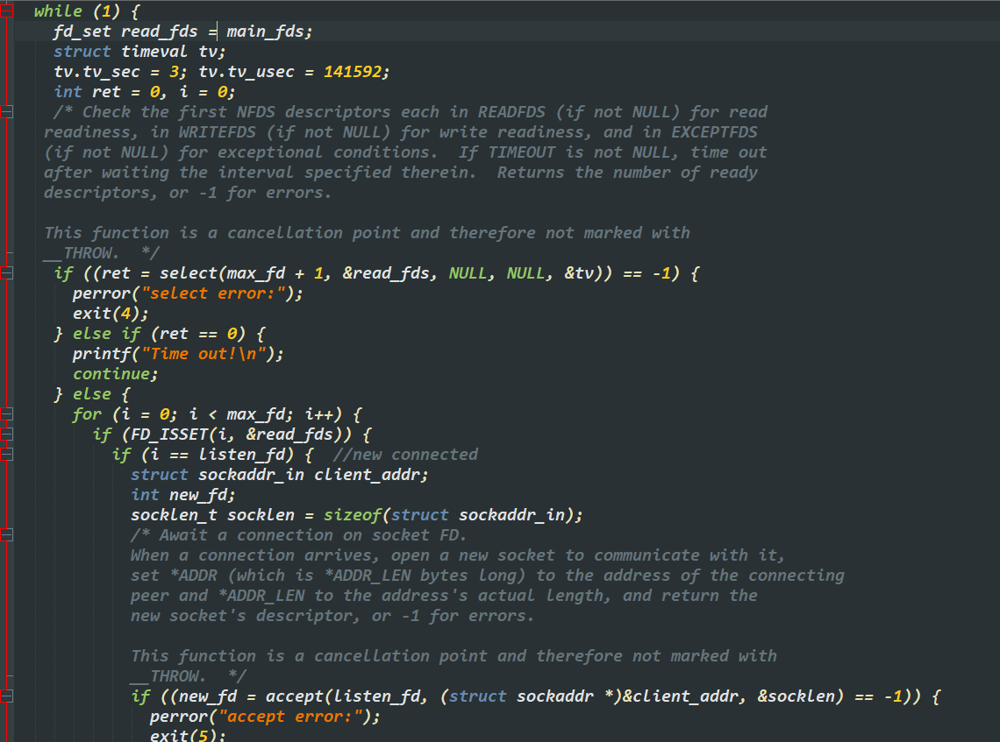 while (1) {
fd_set read_fds = main_fds;
struct timeval tv;
tv.tv_sec = 3; tv.tv_usec = 141592;
int ret = 0, i = 0;
/* Check the first NFDS descriptors each in READFDS (if not NULL) for read
readiness, in WRITEFDS (if not NULL) for write readiness, and in EXCEPTFDS
(if not NULL) for exceptional conditions.  If TIMEOUT is not NULL, time out
after waiting the interval specified therein.  Returns the number of ready
descriptors, or -1 for errors.
This function is a cancellation point and therefore not marked with
__THROW.  */
if ((ret = select(max_fd + 1, &read_fds, NULL, NULL, &tv)) == -1) {
perror("select error:");
exit(4);
} else if (ret == 0) {
printf("Time out!\n");
continue;
} else {
for (i = 0; i < max_fd; i++) {
if (FD_ISSET(i, &read_fds)) {
if (i == listen_fd) {  //new connected
struct sockaddr_in client_addr;
int new_fd;
socklen_t socklen = sizeof(struct sockaddr_in);
/* Await a connection on socket FD.
When a connection arrives, open a new socket to communicate with it,
set *ADDR (which is *ADDR_LEN bytes long) to the address of the connecting
peer and *ADDR_LEN to the address's actual length, and return the
new socket's descriptor, or -1 for errors.
This function is a cancellation point and therefore not marked with
__THROW.  */
if ((new_fd = accept(listen_fd, (struct sockaddr *)&client_addr, &socklen) == -1)) {
perror("accept error:");
exit(5);